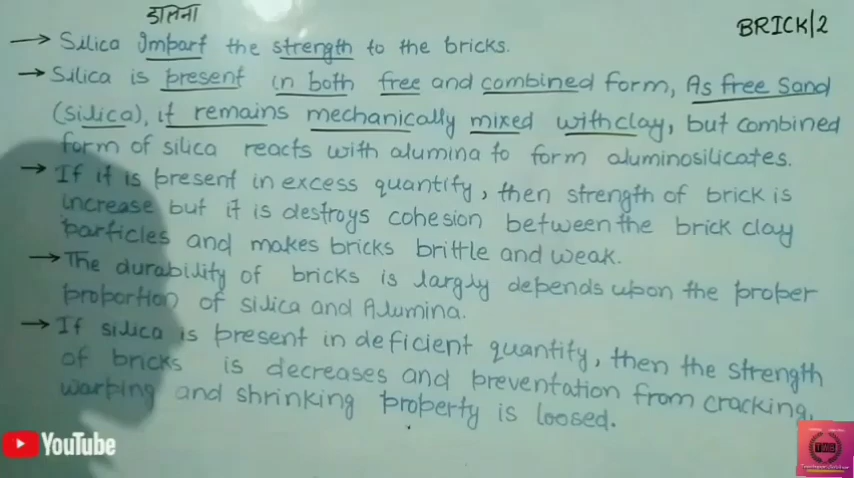 डालना
BRICK/2
→ Silica Impart the strength to the bricks.
→ Silica is present in both free and combined form, As free Sand
(silica), it remains mechanically mixed with clay, but combined
form of silica reacts with alumina to form aluminosilicates.
→ If it is present in excess quantity, then strength of brick is
increase but it is destroys cohesion between the brick clay
particles and makes bricks brittle and weak.
→ The durability of bricks is largly depends upon the proper
proportion of silica and Alumina.
→ If silica is present in deficient quantity, then the strength
of bricks is decreases and preventation from cracking,
warping and shrinking property is loosed.
YouTube